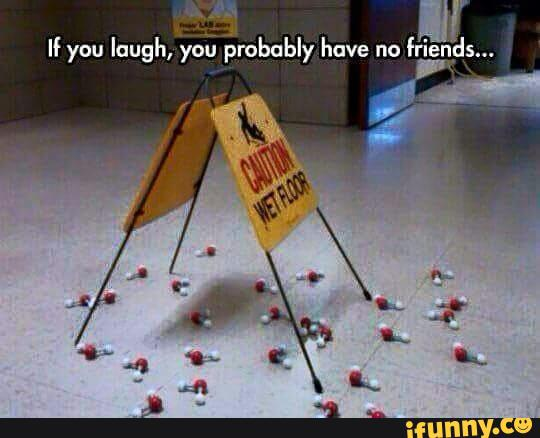 If you laugh, you probably have no friends...
CAUTION
WET FLOOR
ifunny.co